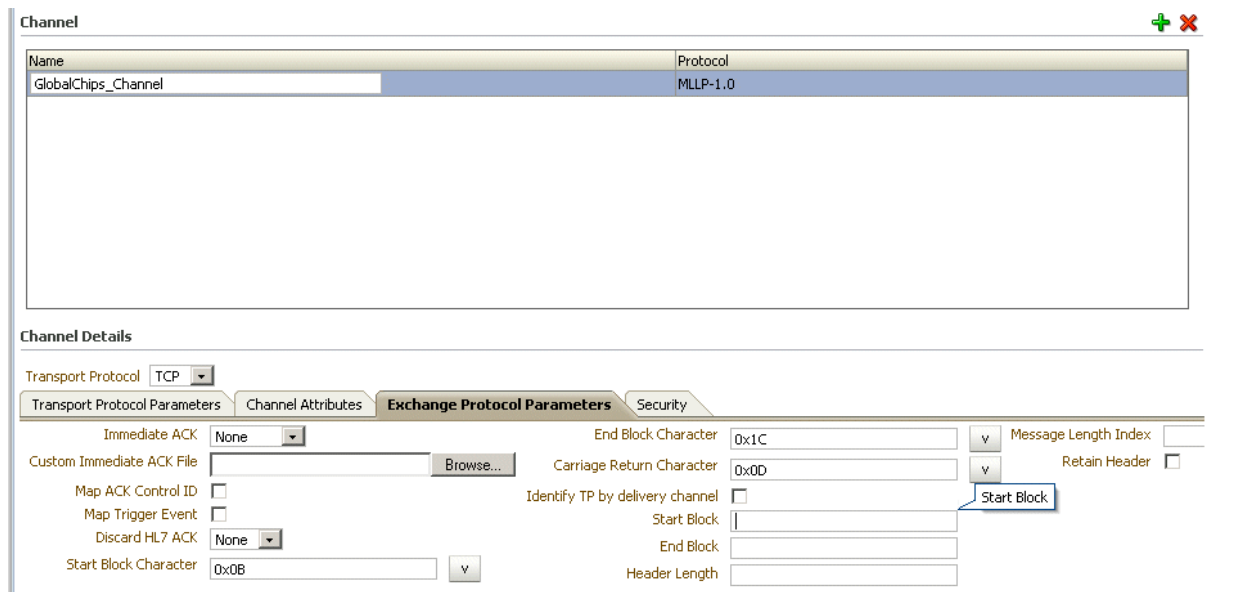 Channel
Name Protocol
GlobalChips_Channel MLLP-1.0
Channel Details
Transport Protocol TCP
Transport Protocol Parameters Channel Attributes Exchange Protocol Parameters Security
Immediate ACK None End Block Character 0x1C v Message Length Index
Custom Immediate ACK File Browse... Carriage Return Character 0x0D v Retain Header
Map ACK Control ID Identify TP by delivery channel Start Block
Map Trigger Event Start Block
Discard HL7 ACK None End Block
Start Block Character 0x0B v Header Length